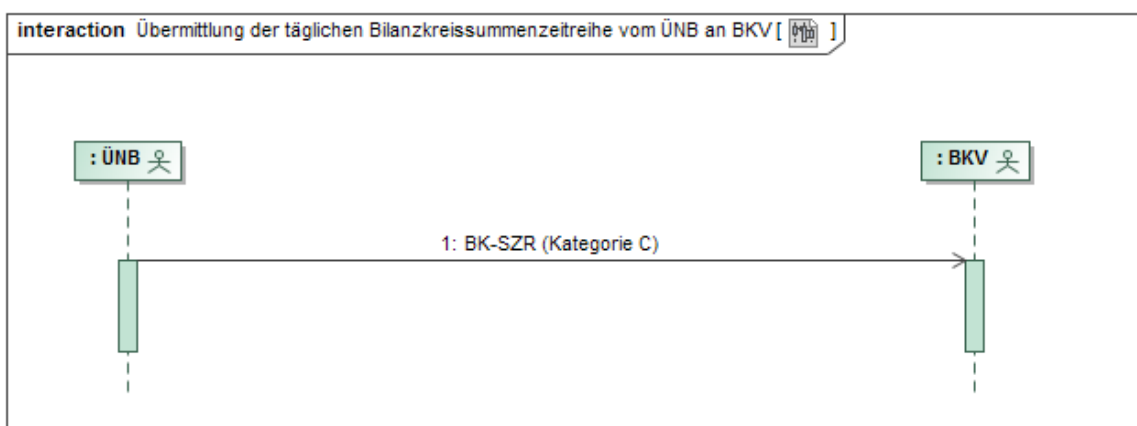 interaction Übermittlung der täglichen Bilanzkreissummenzeitreihe vom ÜNB an BKV [ ]
: ÜNB
: BKV
1: BK-SZR (Kategorie C)